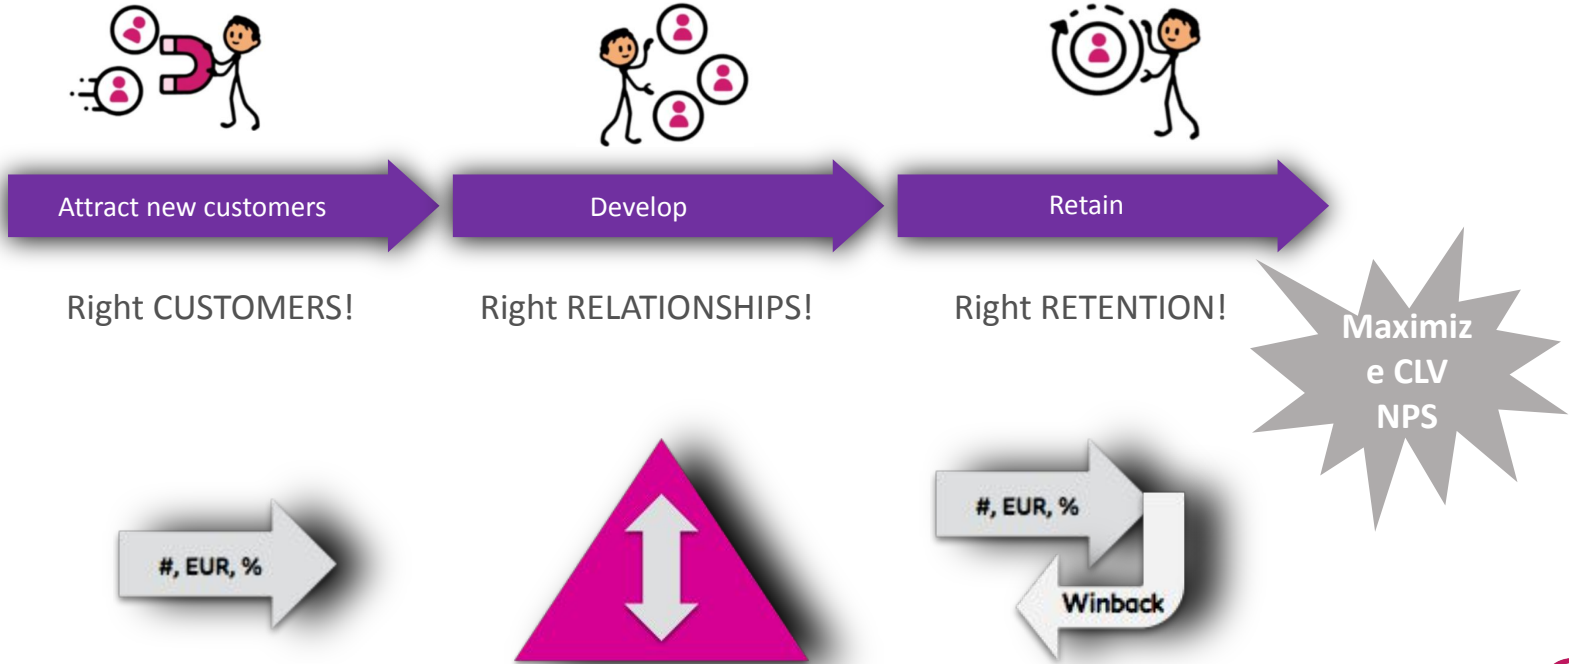 Attract new customers
Develop
Retain
Right CUSTOMERS!
Right RELATIONSHIPS!
Right RETENTION!
Maximiz
e CLV
NPS
#, EUR, %
#, EUR, %
Winback